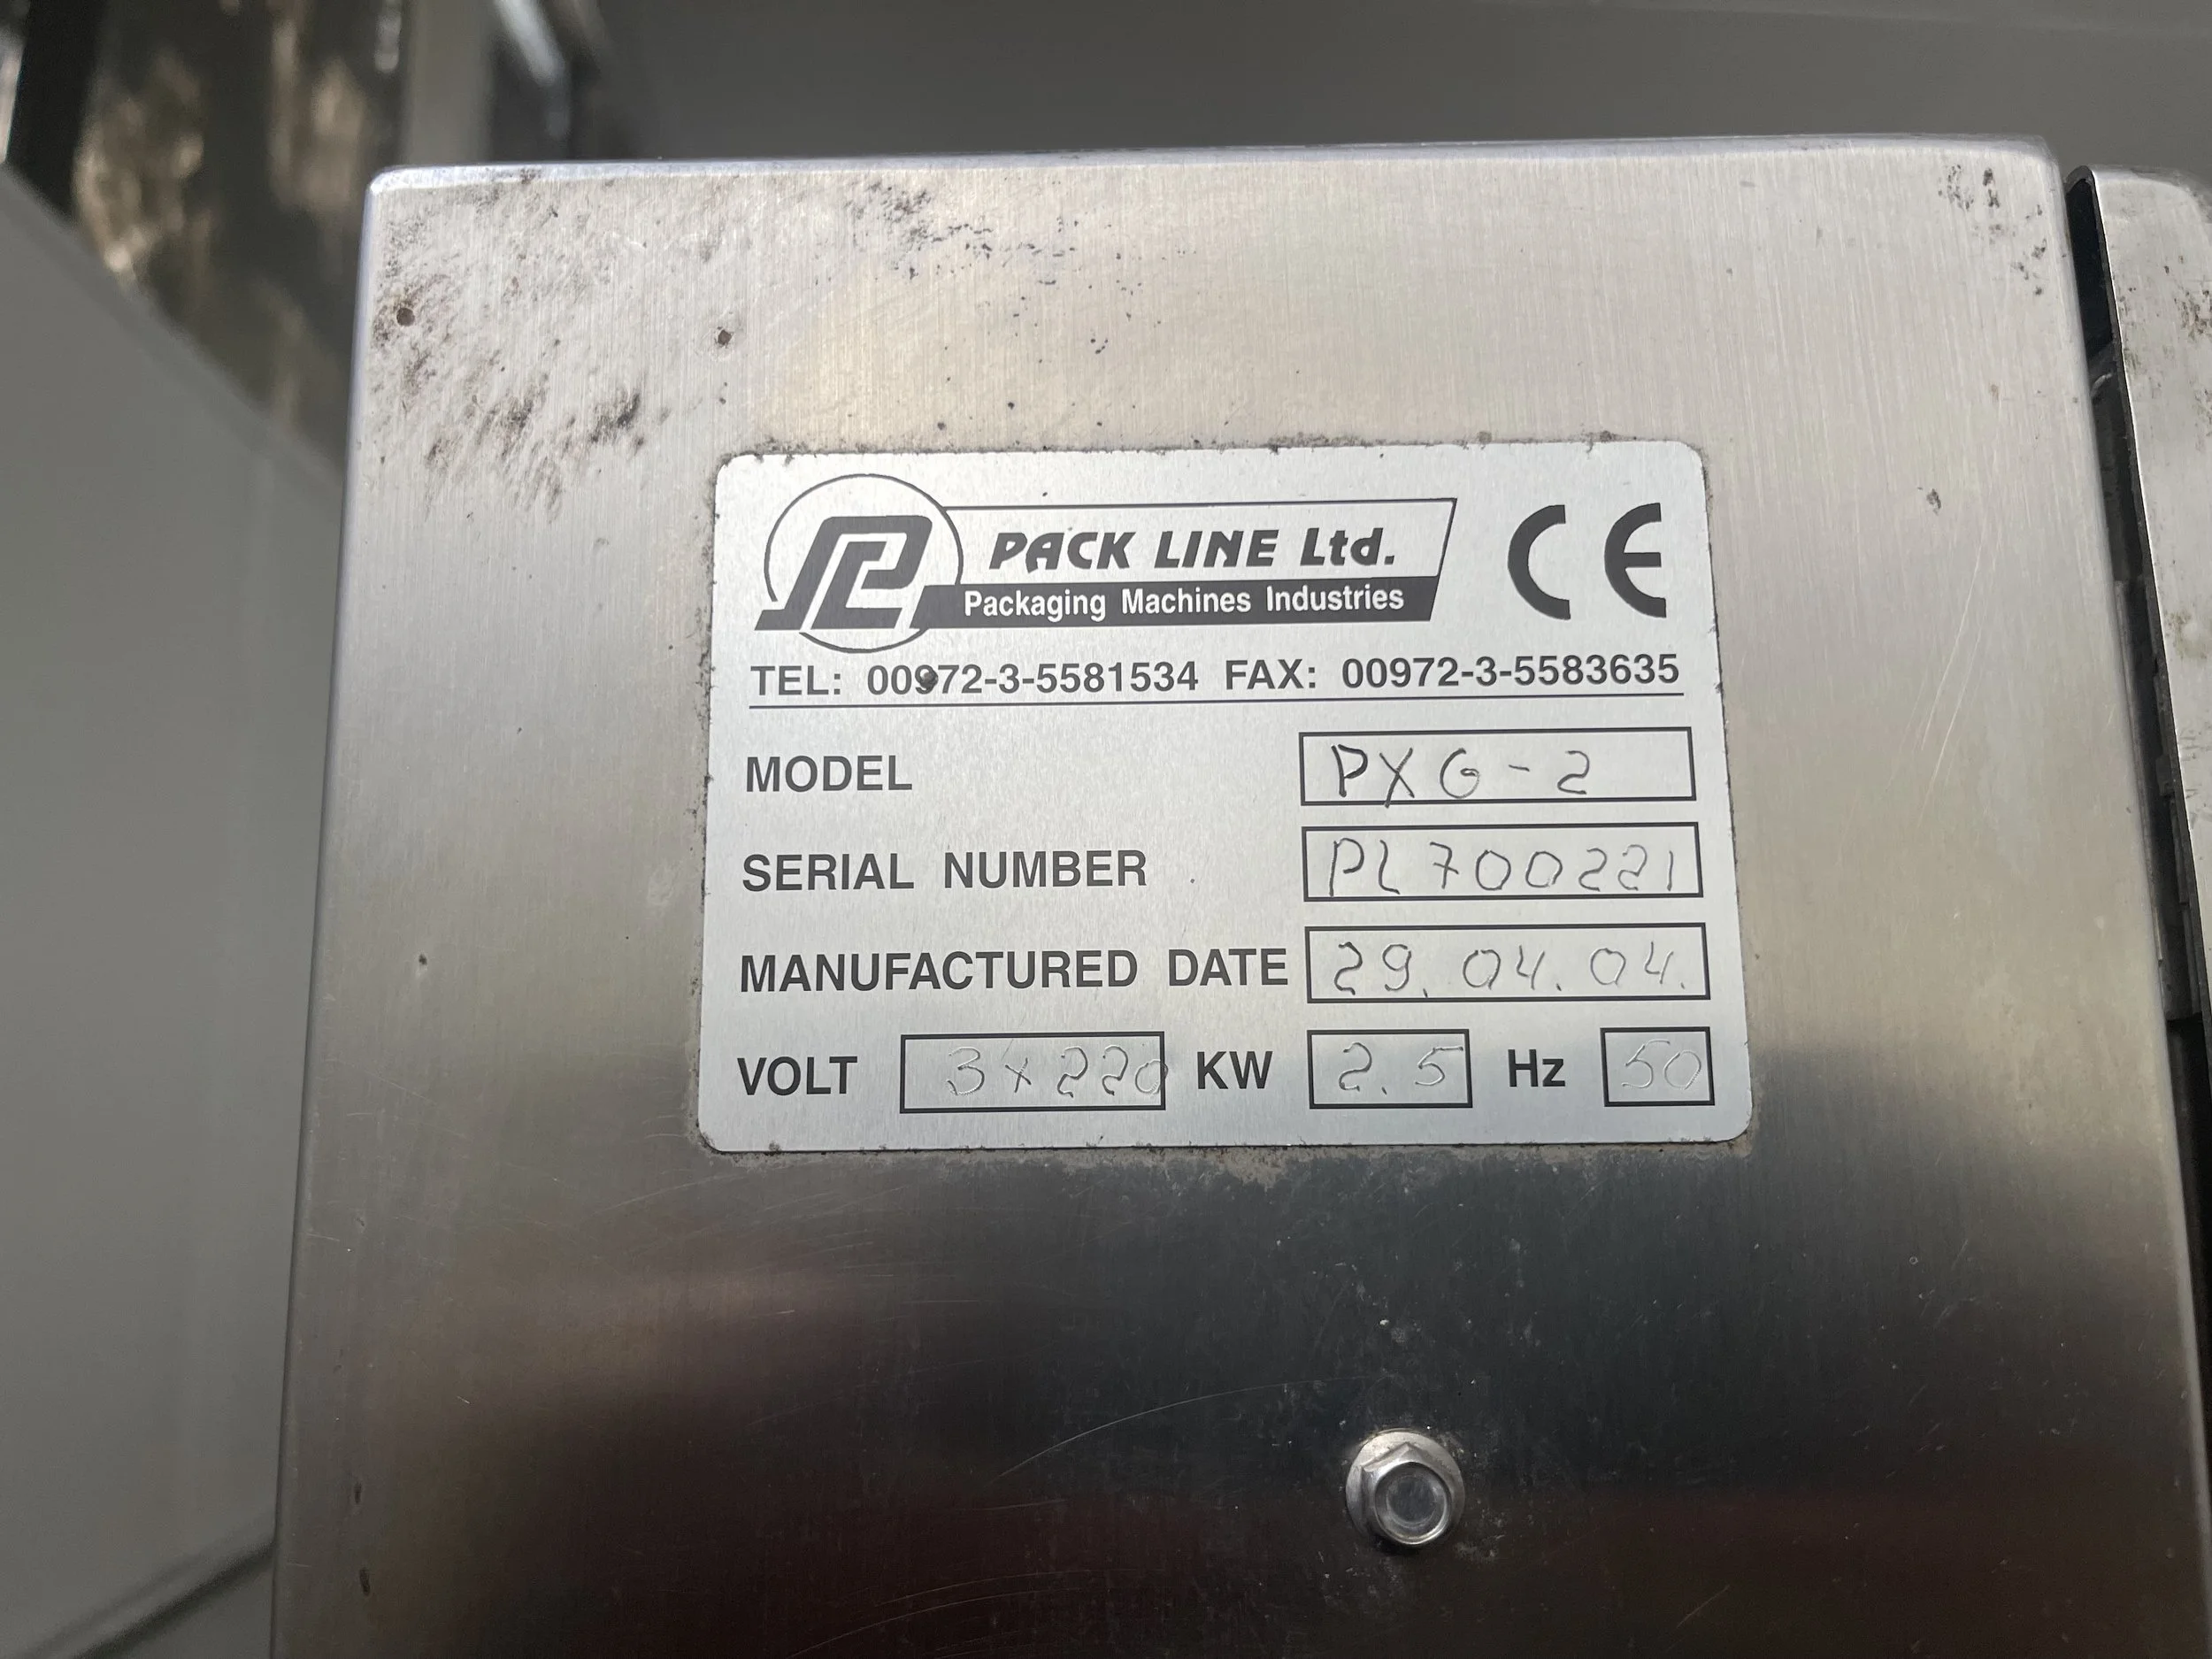 PACK LINE Ltd.
Packaging Machines Industries
CE
TEL: 00972-3-5581534 FAX: 00972-3-5583635
MODEL PXG-2
SERIAL NUMBER PL700221
MANUFACTURED DATE 29.04.04.
VOLT 3x220 KW 2.5 Hz 50